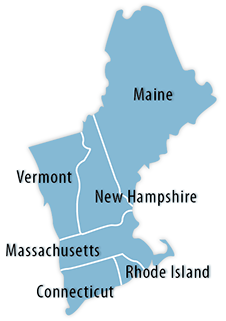 Maine
Vermont
New Hampshire
Massachusetts
Rhode Island
Connecticut